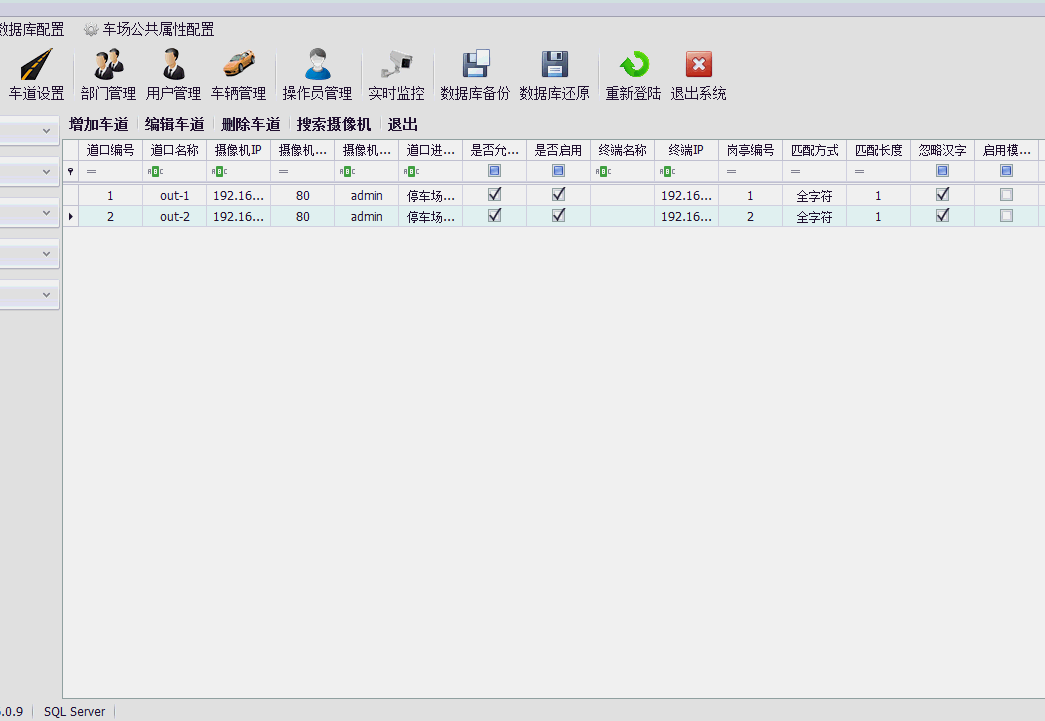 数据库配置 车场公共属性配置
车道设置 部门管理 用户管理 车辆管理 操作员管理 实时监控 数据库备份 数据库还原 重新登陆 退出系统
增加车道 编辑车道 删除车道 搜索摄像机 退出
道口编号 道口名称 摄像机IP 摄像机... 摄像机... 道口进... 是否允... 是否启用 终端名称 终端IP 岗亭编号 匹配方式 匹配长度 忽略汉字 启用模...
= ABC ABC = ABC ABC ABC ABC = = =
1 out-1 192.16... 80 admin 停车场... 192.16... 1 全字符 1
2 out-2 192.16... 80 admin 停车场... 192.16... 2 全字符 1
.0.9 SQL Server